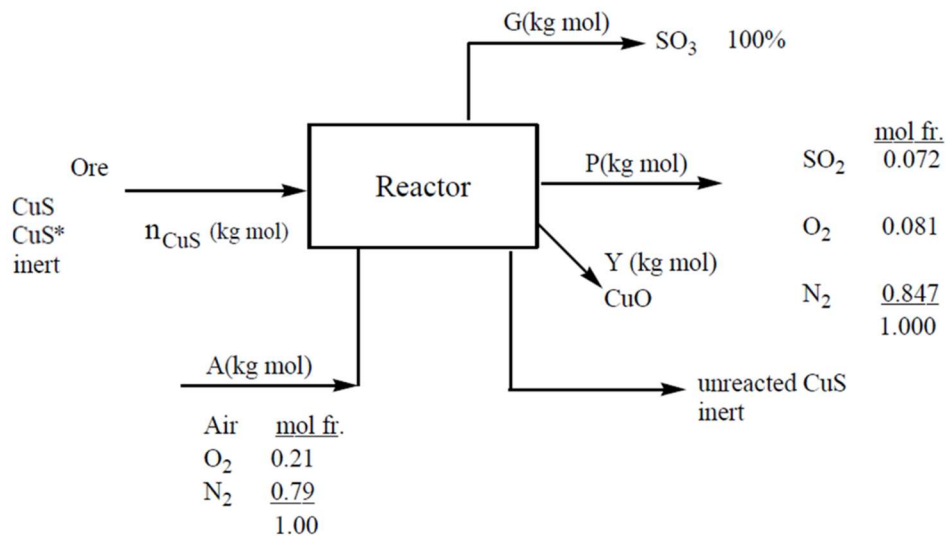 G(kg mol)
SO3 100%
mol fr.
Ore
P(kg mol)
SO2 0.072
Reactor
CuS
CuS*
inert
nCuS (kg mol)
O2 0.081
Y (kg mol)
CuO
N2 0.847
1.000
A(kg mol)
unreacted CuS
inert
Air mol fr.
O2 0.21
N2 0.79
1.00